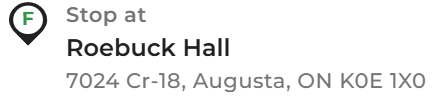 F
Stop at
Roebuck Hall
7024 Cr-18, Augusta, ON K0E 1X0